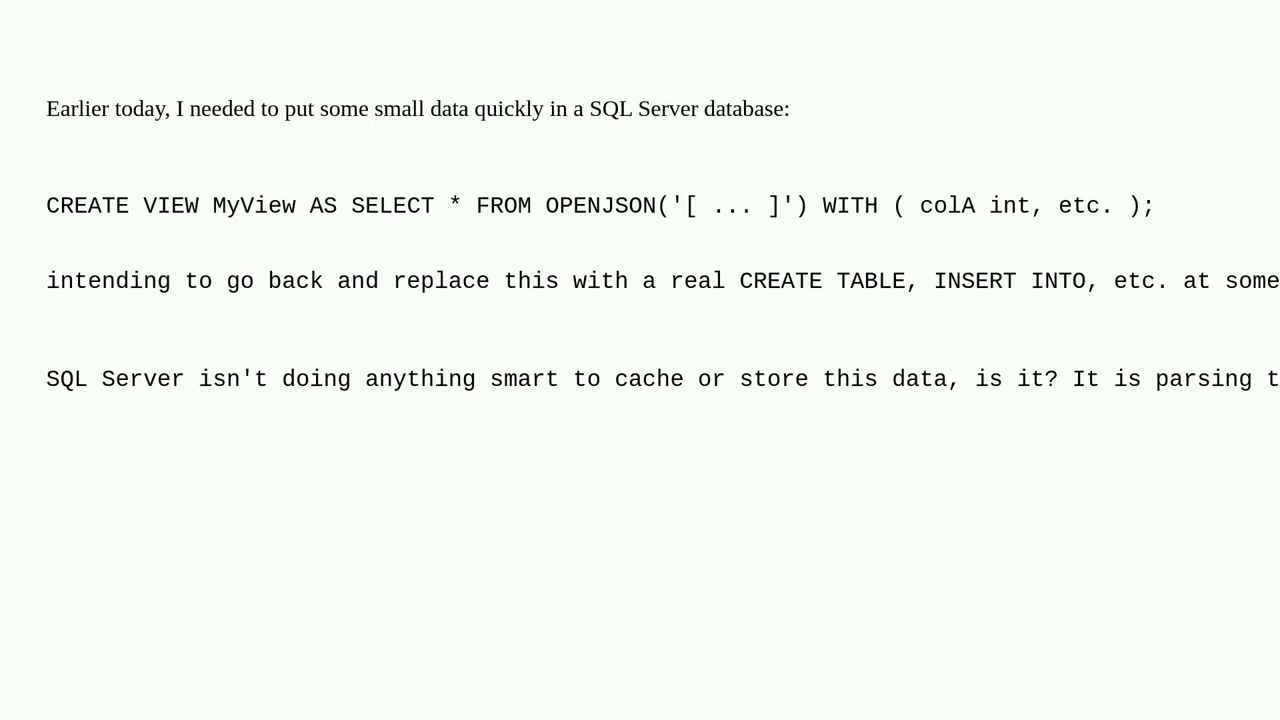 Earlier today, I needed to put some small data quickly in a SQL Server database:
CREATE VIEW MyView AS SELECT * FROM OPENJSON('[ ... ]') WITH ( colA int, etc. );
intending to go back and replace this with a real CREATE TABLE, INSERT INTO, etc. at some
SQL Server isn't doing anything smart to cache or store this data, is it? It is parsing